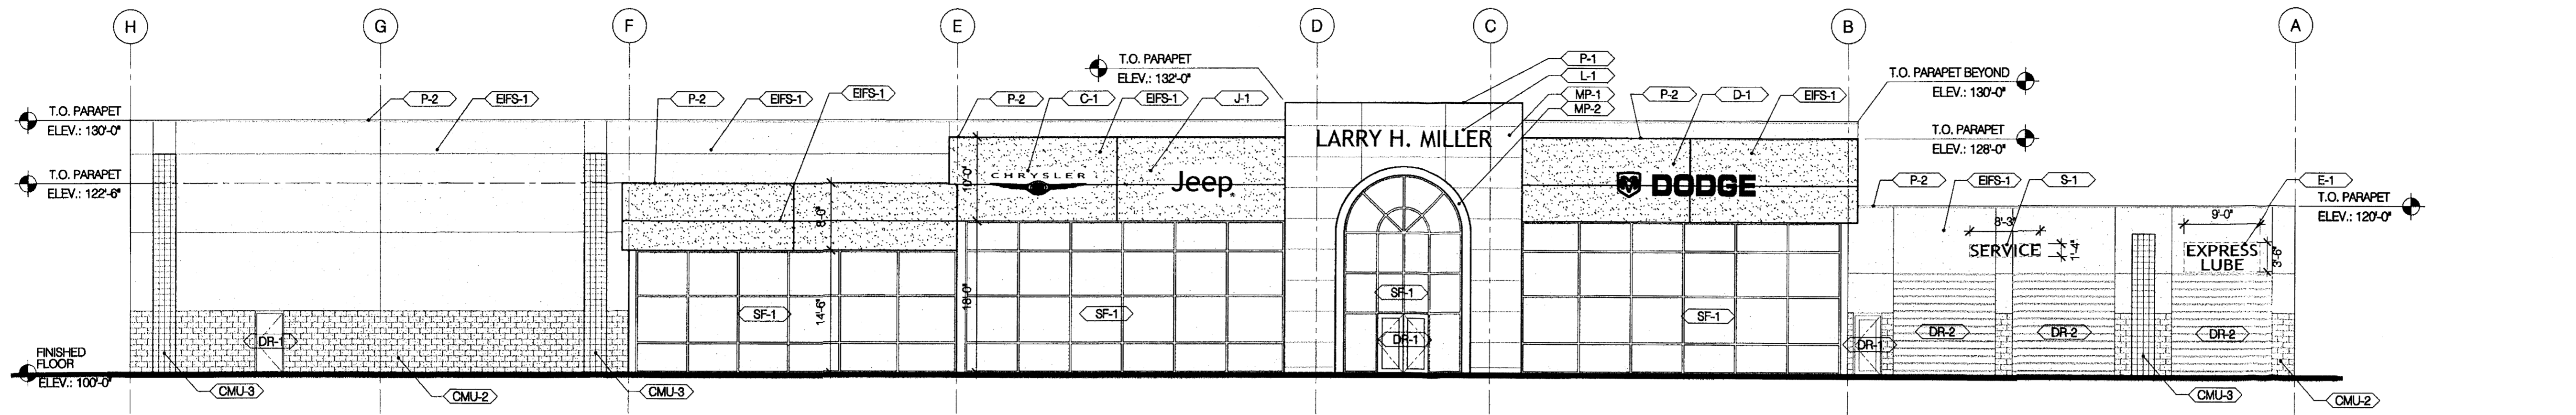 H G F E D C B A
T.O. PARAPET
ELEV.: 132'-0"
P-1
L-1
MP-1
MP-2
T.O. PARAPET BEYOND
ELEV.: 130'-0"
T.O. PARAPET
ELEV.: 130'-0"
P-2 EIFS-1 P-2 EIFS-1 EIFS-1 P-2 C-1 EIFS-1 J-1 P-2 D-1 EIFS-1
T.O. PARAPET
ELEV.: 128'-0"
LARRY H. MILLER
T.O. PARAPET
ELEV.: 122'-6"
CHRYSLER
Jeep
DODGE
10'-0"
8'-0"
P-2 EIFS-1 S-1 E-1
T.O. PARAPET
ELEV.: 120'-0"
8'-3"
9'-0"
SERVICE
1'-4"
EXPRESS
LUBE
3'-6"
14'-6"
18'-0"
SF-1 SF-1 SF-1 SF-1
DR-1 DR-1 DR-1 DR-2 DR-2 DR-2
FINISHED
FLOOR
ELEV.: 100'-0"
CMU-3 CMU-2 CMU-3 CMU-3 CMU-2